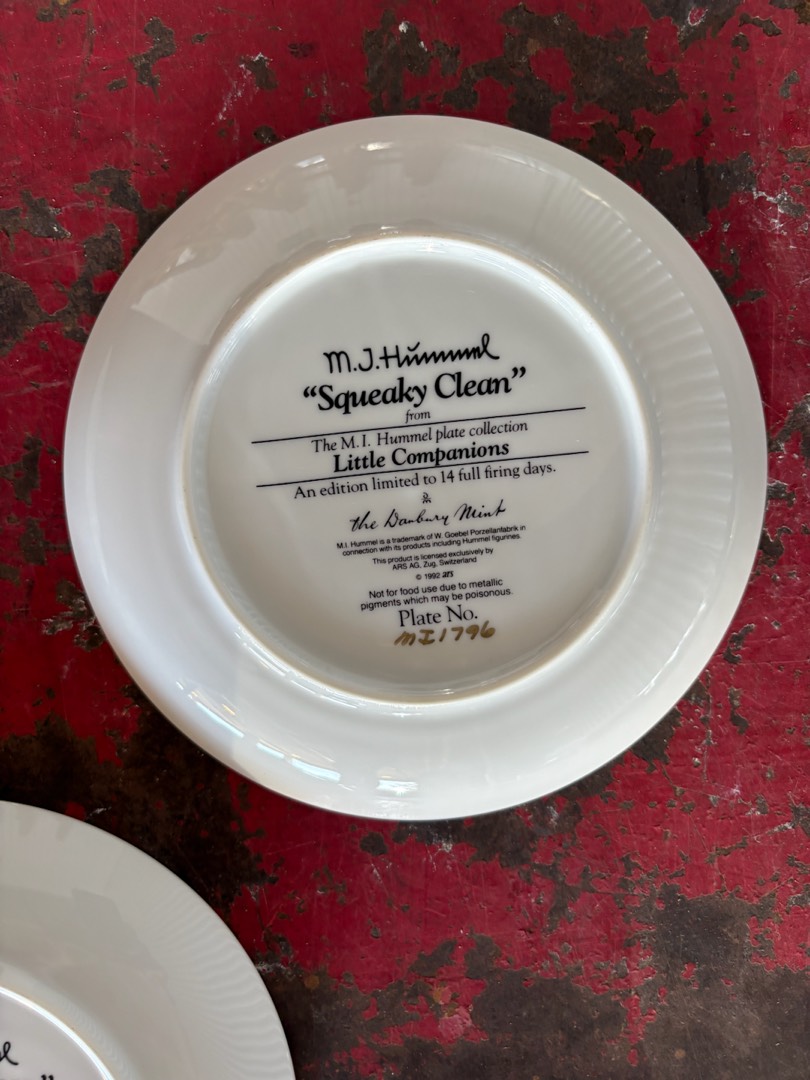 M.J.Hummel
“Squeaky Clean”
from
The M.I. Hummel plate collection
Little Companions
An edition limited to 14 full firing days.
the Danbury Mint
M.I. Hummel is a trademark of W. Goebel Porzellanfabrik in
connection with its products including Hummel figurines.
This product is licensed exclusively by
ARS AG, Zug, Switzerland
© 1992 ars
Not for food use due to metallic
pigments which may be poisonous.
Plate No.
MI1796